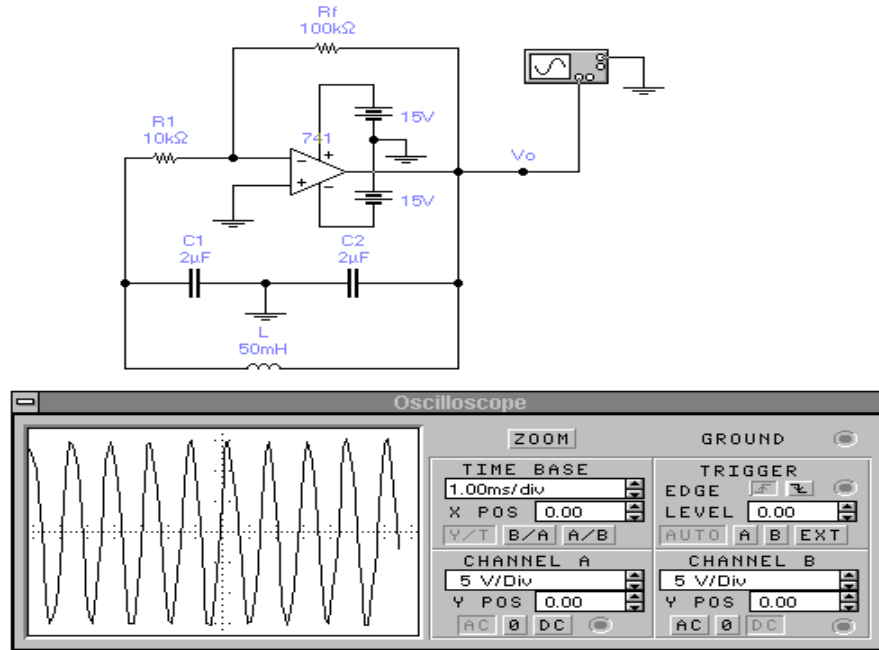 Rf
100kΩ
R1
10kΩ
741
+
−
+
−
15V
15V
Vo
C1
2µF
C2
2µF
L
50mH
Oscilloscope
ZOOM
GROUND
TIME BASE
1.00ms/div
X POS 0.00
Y/T B/A A/B
TRIGGER
EDGE
LEVEL 0.00
AUTO A B EXT
CHANNEL A
5 V/Div
Y POS 0.00
AC 0 DC
CHANNEL B
5 V/Div
Y POS 0.00
AC 0 DC